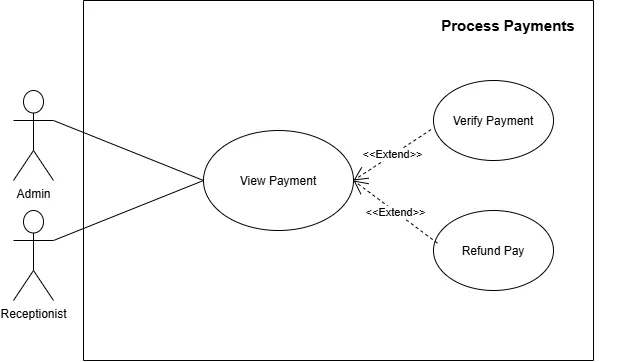 Process Payments
Verify Payment
<<Extend>>
View Payment
Admin
<<Extend>>
Refund Pay
Receptionist